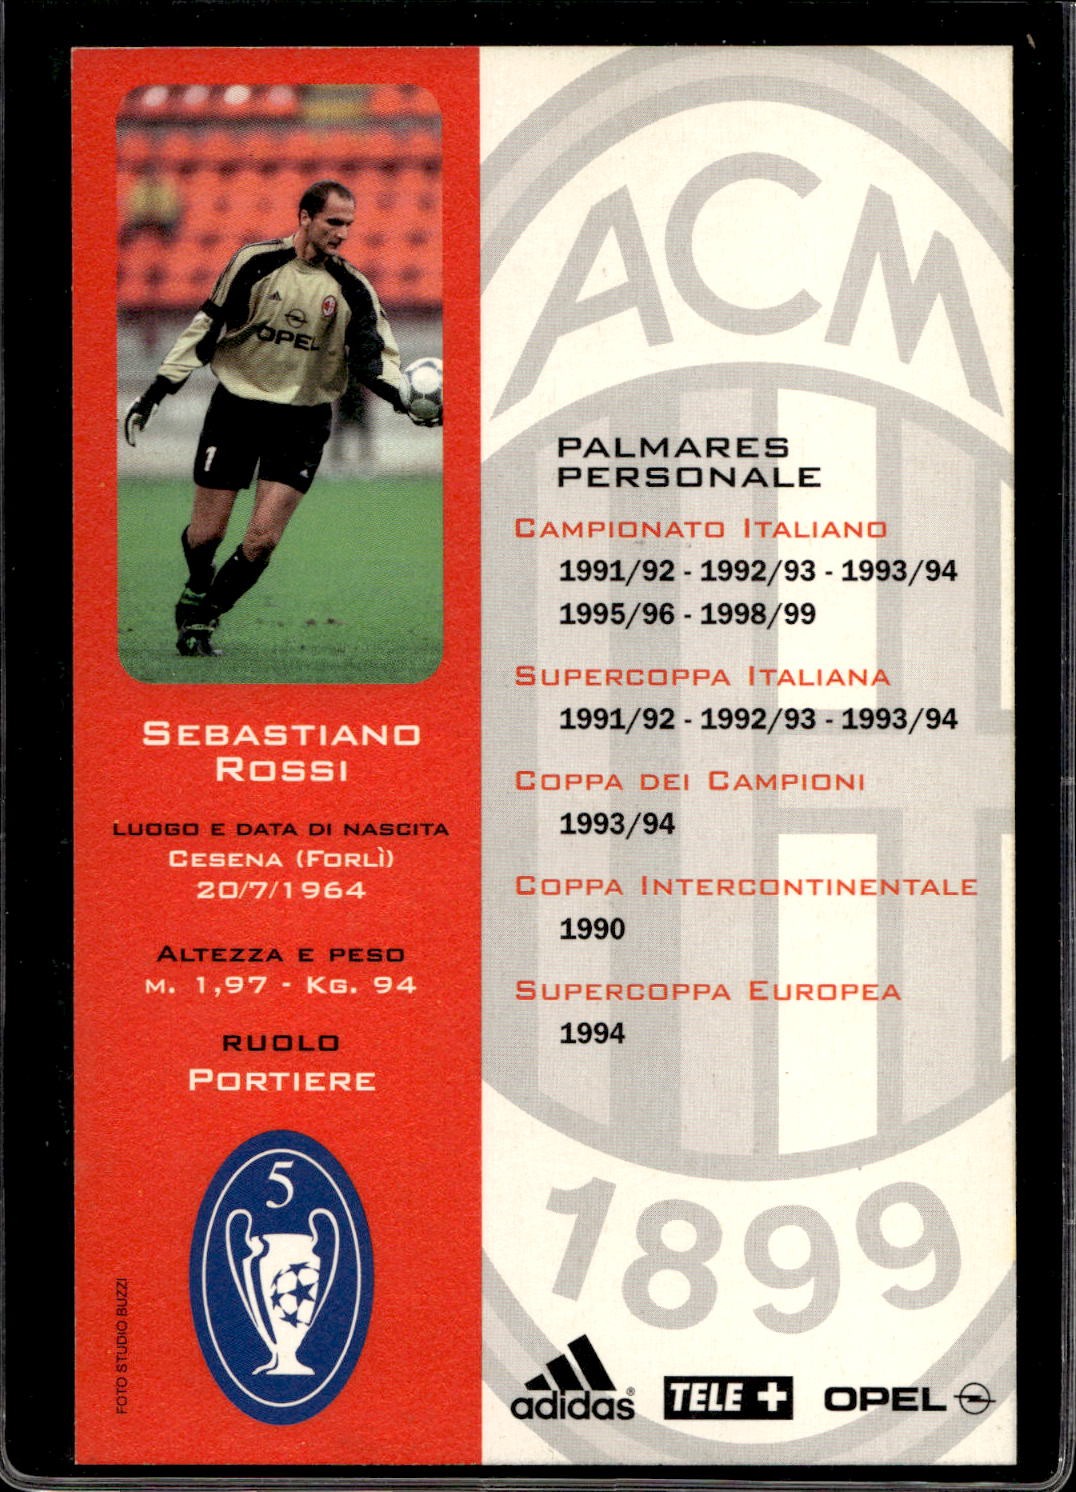 OPEL
1
SEBASTIANO
ROSSI
LUOGO E DATA DI NASCITA
CESENA (FORLÌ)
20/7/1964
ALTEZZA E PESO
M. 1,97 - KG. 94
RUOLO
PORTIERE
5
FOTO STUDIO BUZZI
ACM
PALMARES
PERSONALE
CAMPIONATO ITALIANO
1991/92 - 1992/93 - 1993/94
1995/96 - 1998/99
SUPERCOPPA ITALIANA
1991/92 - 1992/93 - 1993/94
COPPA DEI CAMPIONI
1993/94
COPPA INTERCONTINENTALE
1990
SUPERCOPPA EUROPEA
1994
1899
adidas®
TELE +
OPEL